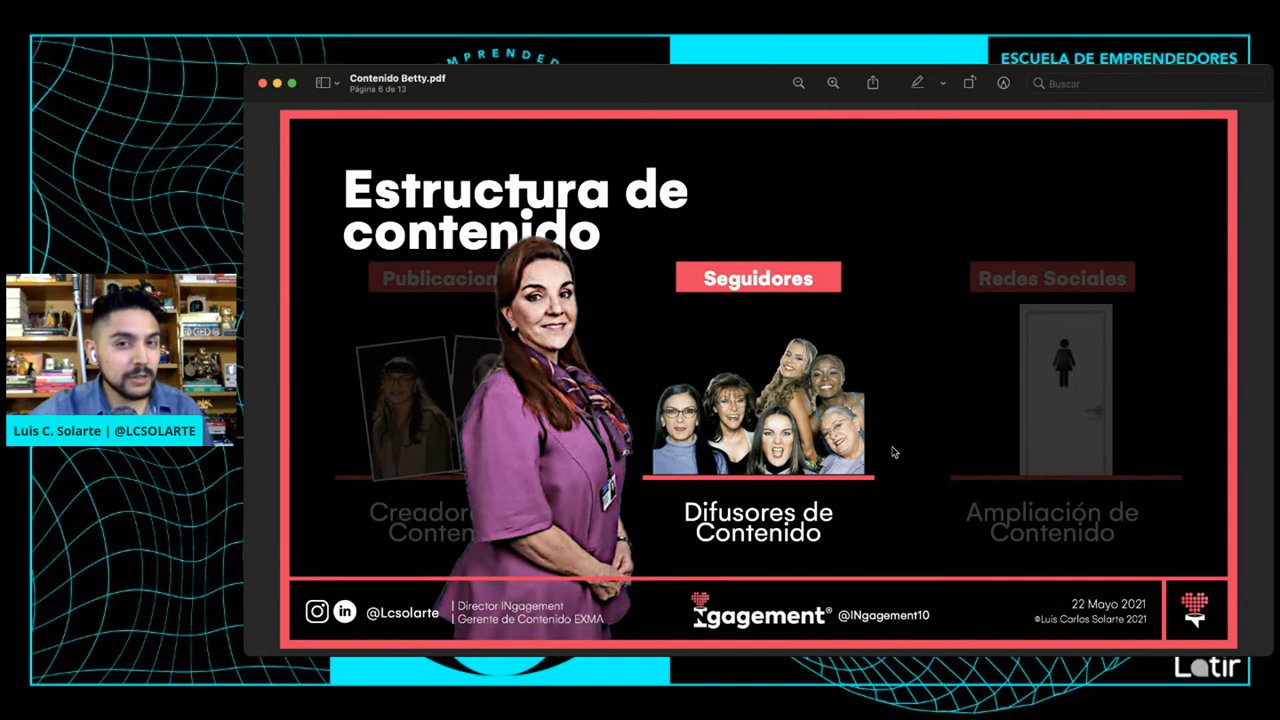 MPRENDED
ESCUELA DE EMPRENDEDORES
Contenido Betty.pdf
Página 6 de 13
Buscar
Estructura de
contenido
Publicacion
Seguidores
Redes Sociales
Luis C. Solarte | @LCSOLARTE
Creador
Conten
Difusores de
Contenido
Ampliación de
Contenido
@Lcsolarte
| Director INgagement
| Gerente de Contenido EXMA
INgagement® @INgagement10
22 Mayo 2021
©Luis Carlos Solarte 2021
Latir